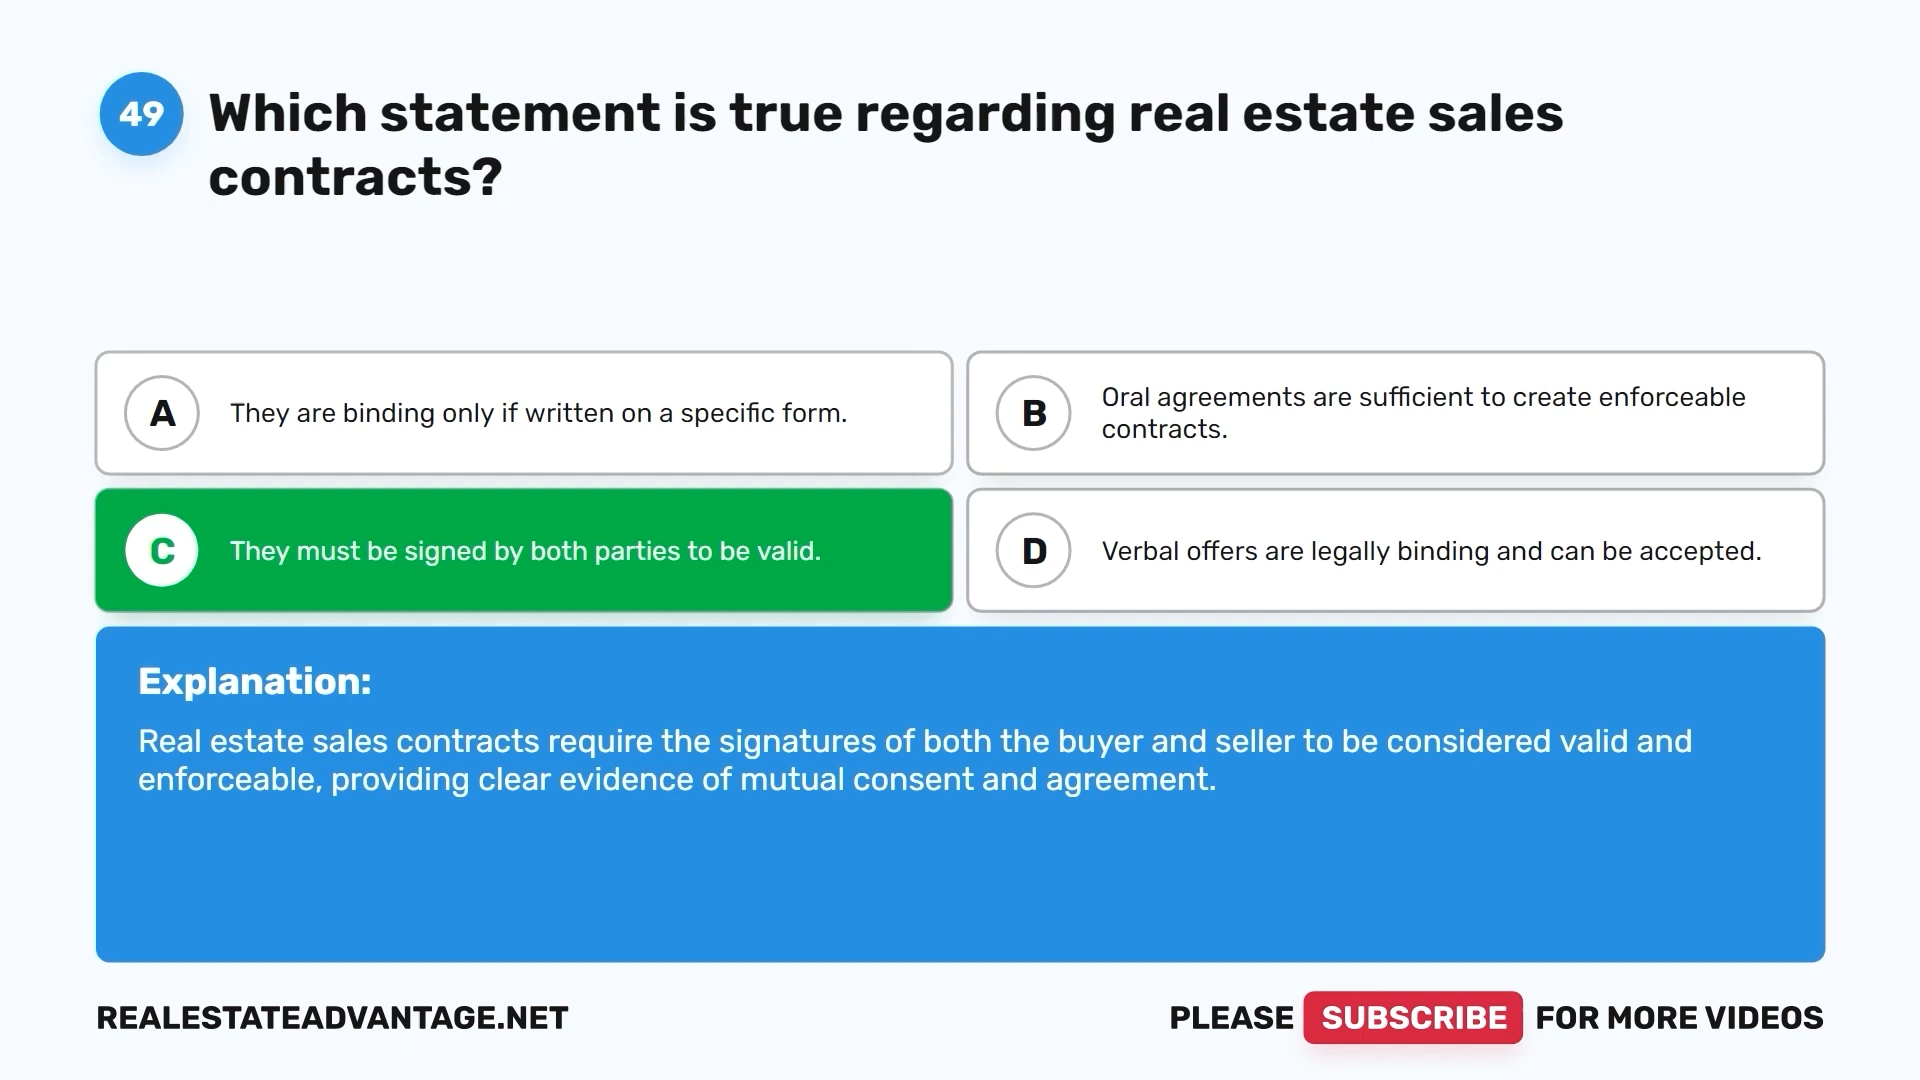 49
Which statement is true regarding real estate sales
contracts?
A
They are binding only if written on a specific form.
B
Oral agreements are sufficient to create enforceable
contracts.
C
They must be signed by both parties to be valid.
D
Verbal offers are legally binding and can be accepted.
Explanation:
Real estate sales contracts require the signatures of both the buyer and seller to be considered valid and
enforceable, providing clear evidence of mutual consent and agreement.
REALESTATEADVANTAGE.NET
PLEASE SUBSCRIBE FOR MORE VIDEOS